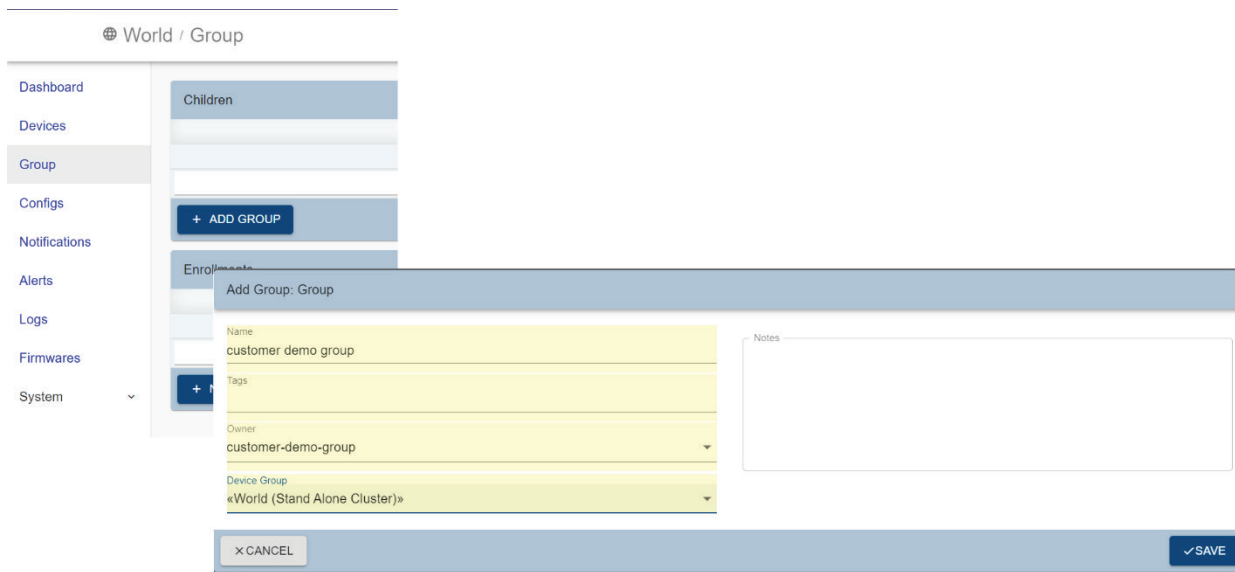 World / Group
Dashboard
Devices
Group
Configs
Notifications
Alerts
Logs
Firmwares
System
Children
+ ADD GROUP
Add Group: Group
Name
customer demo group
Tags
Owner
customer-demo-group
Device Group
«World (Stand Alone Cluster)»
Notes
×CANCEL
✓SAVE